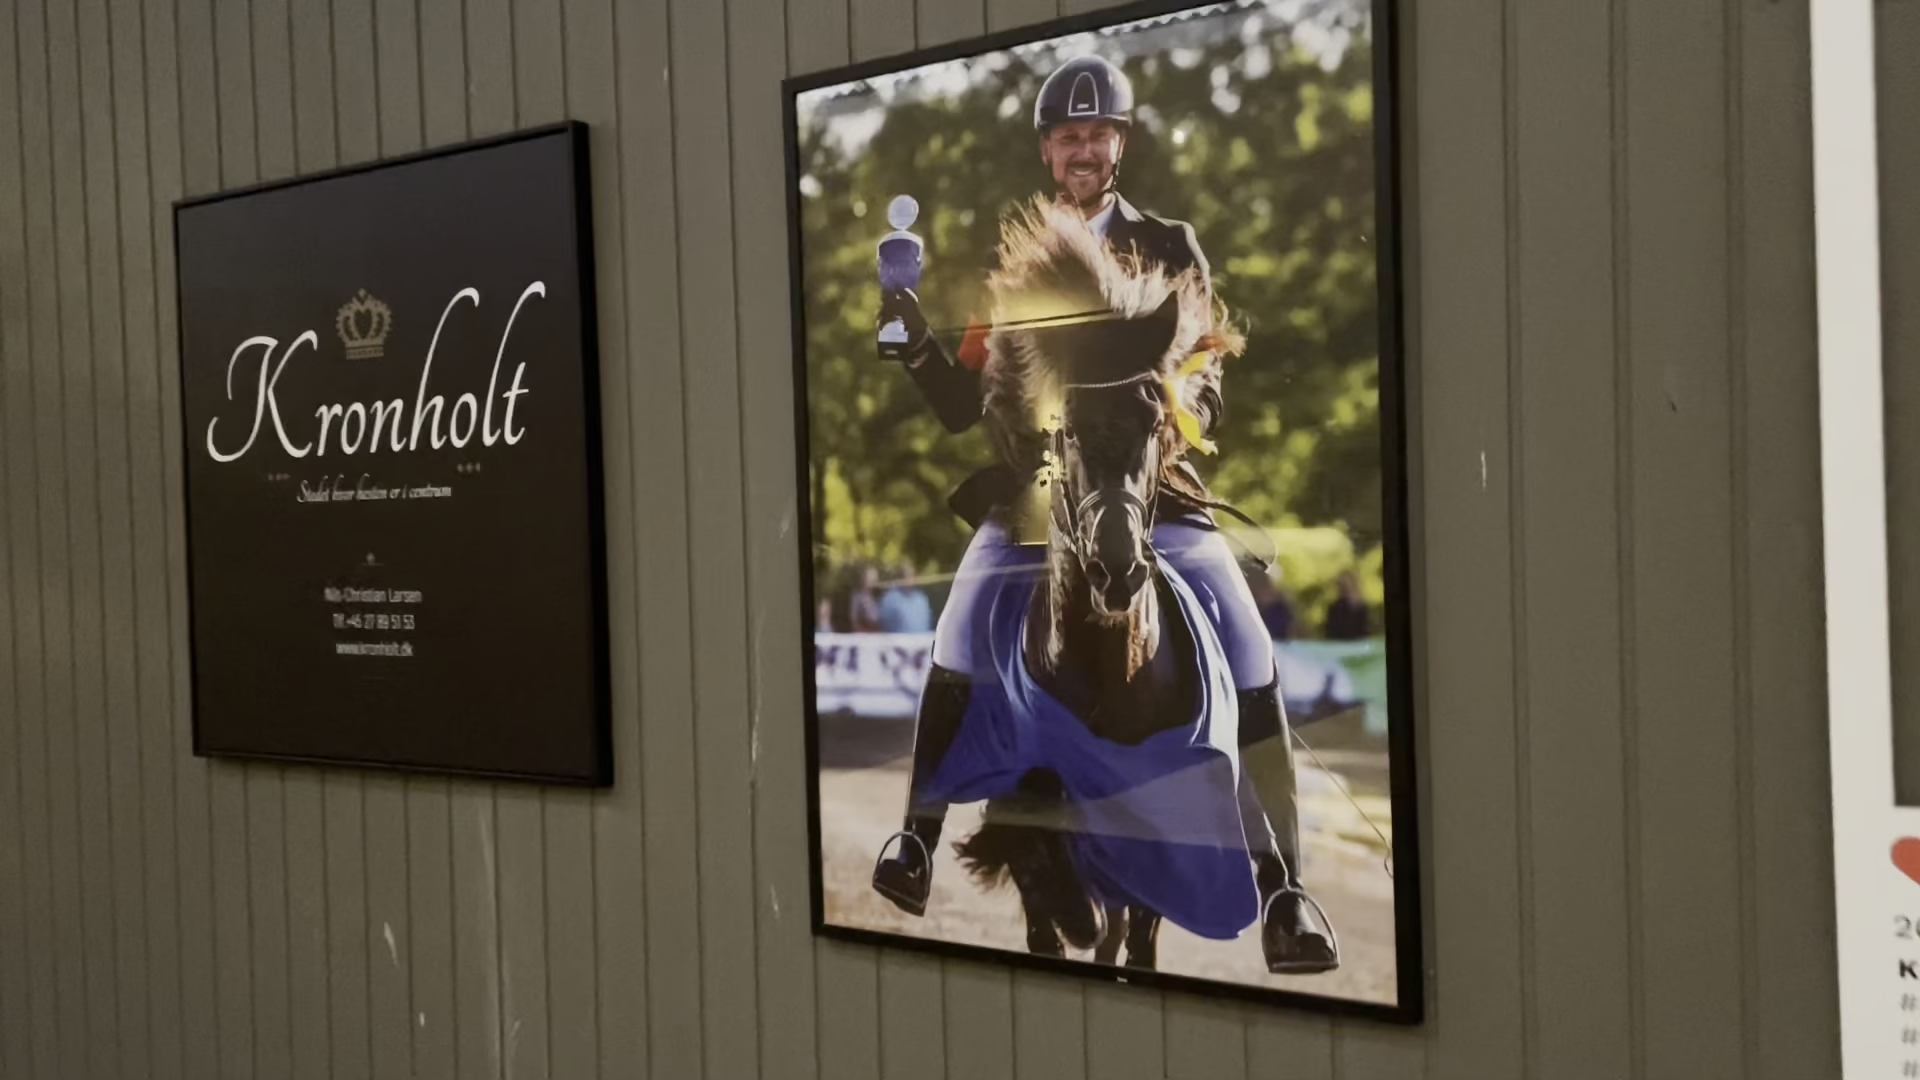 Kronholt
Stedet hvor hesten er i centrum
Nils-Christian Larsen
Tlf. +45 27 89 51 53
www.kronholt.dk
K
#
#
#